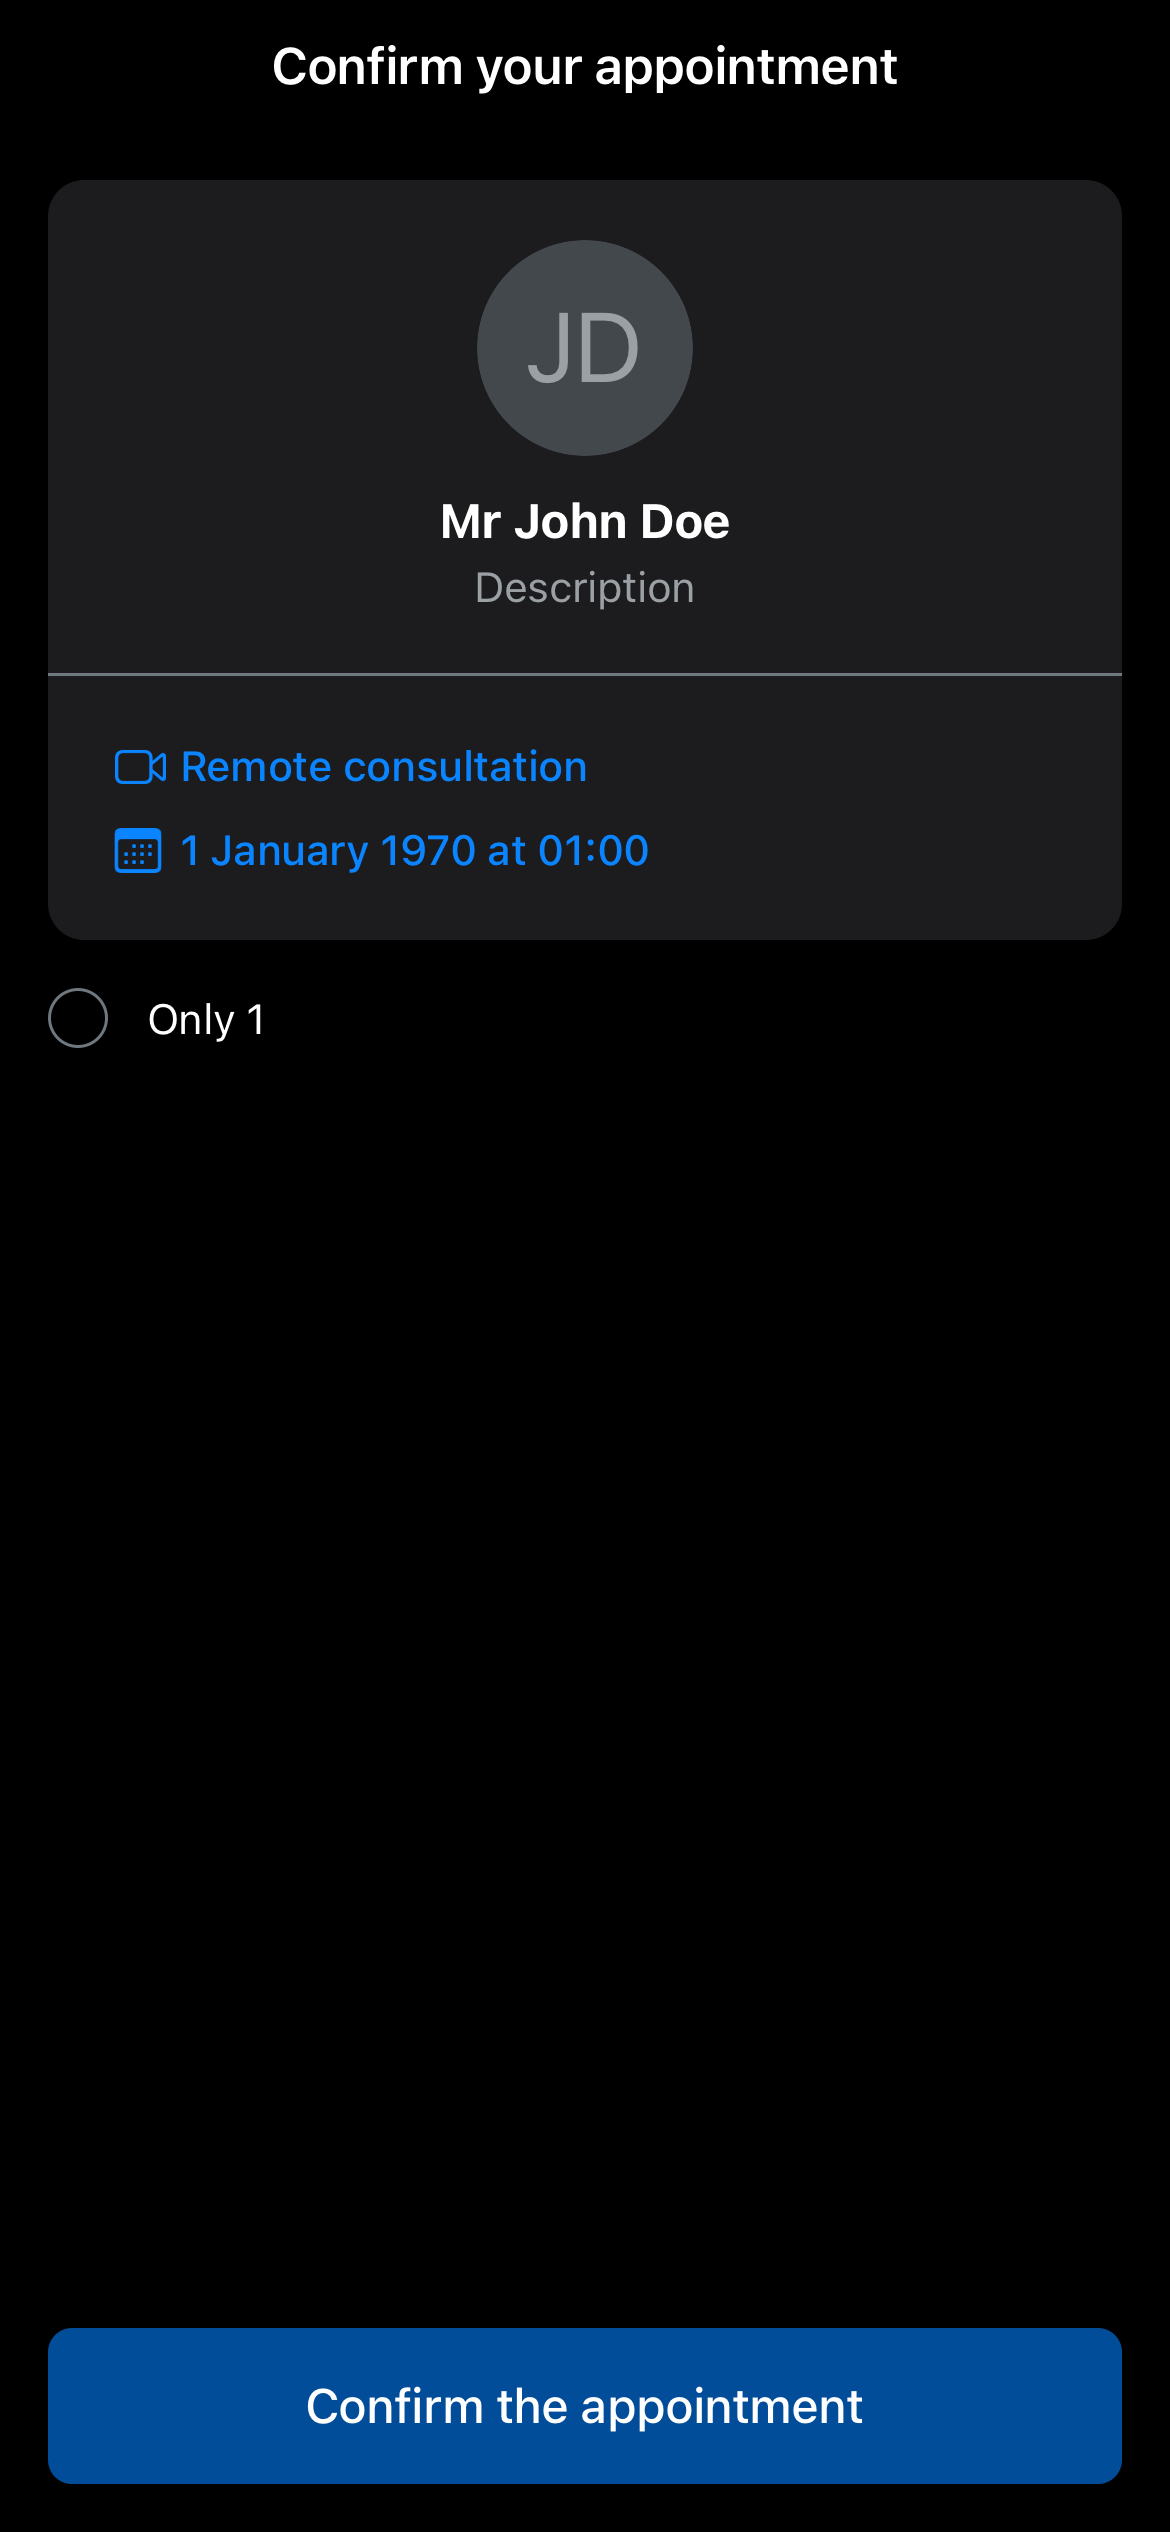 Confirm your appointment
JD
Mr John Doe
Description
Remote consultation
1 January 1970 at 01:00
Only 1
Confirm the appointment